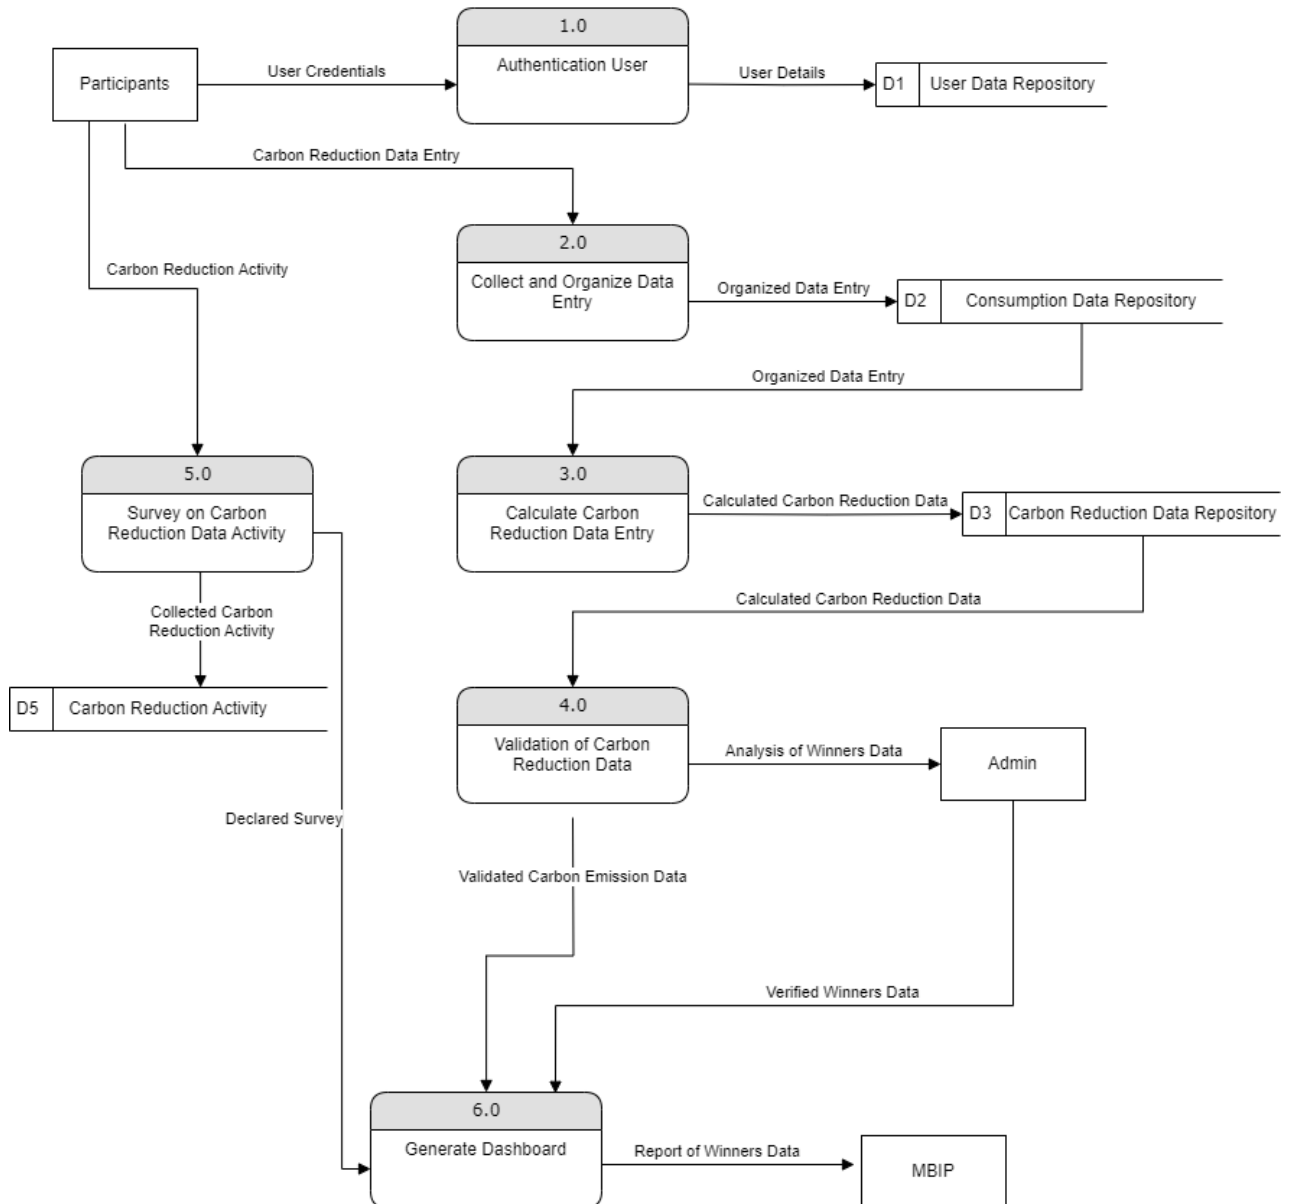 1.0
Authentication User
Participants
User Credentials
User Details
D1
User Data Repository
Carbon Reduction Data Entry
2.0
Collect and Organize Data
Entry
Carbon Reduction Activity
Organized Data Entry
D2
Consumption Data Repository
Organized Data Entry
5.0
Survey on Carbon
Reduction Data Activity
3.0
Calculate Carbon
Reduction Data Entry
Calculated Carbon Reduction Data
D3
Carbon Reduction Data Repository
Collected Carbon
Reduction Activity
Calculated Carbon Reduction Data
D5
Carbon Reduction Activity
4.0
Validation of Carbon
Reduction Data
Analysis of Winners Data
Admin
Declared Survey
Validated Carbon Emission Data
Verified Winners Data
6.0
Generate Dashboard
Report of Winners Data
MBIP